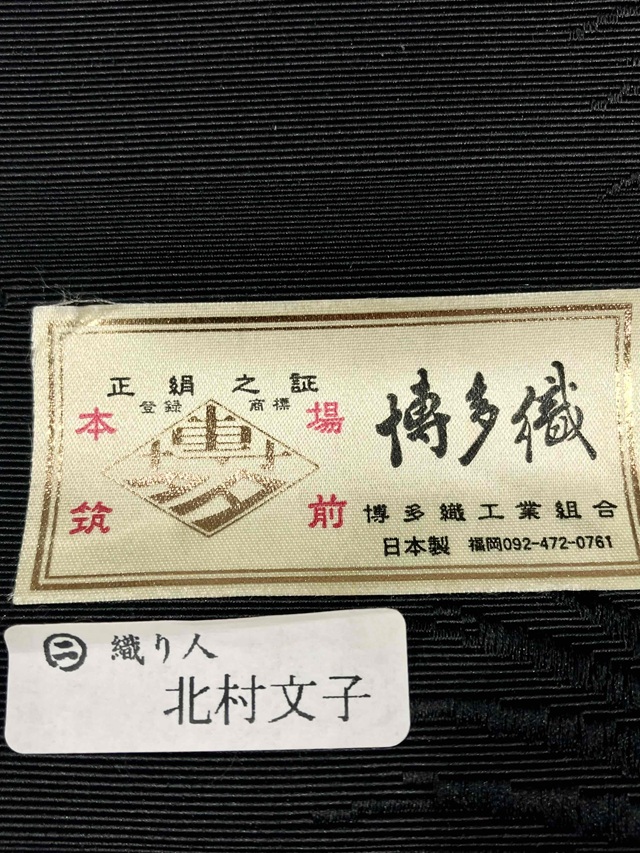 正絹之証
登録 商標
本場
筑前
博多織
博多織工業組合
日本製 福岡092-472-0761
㊁ 織り人
北村文子